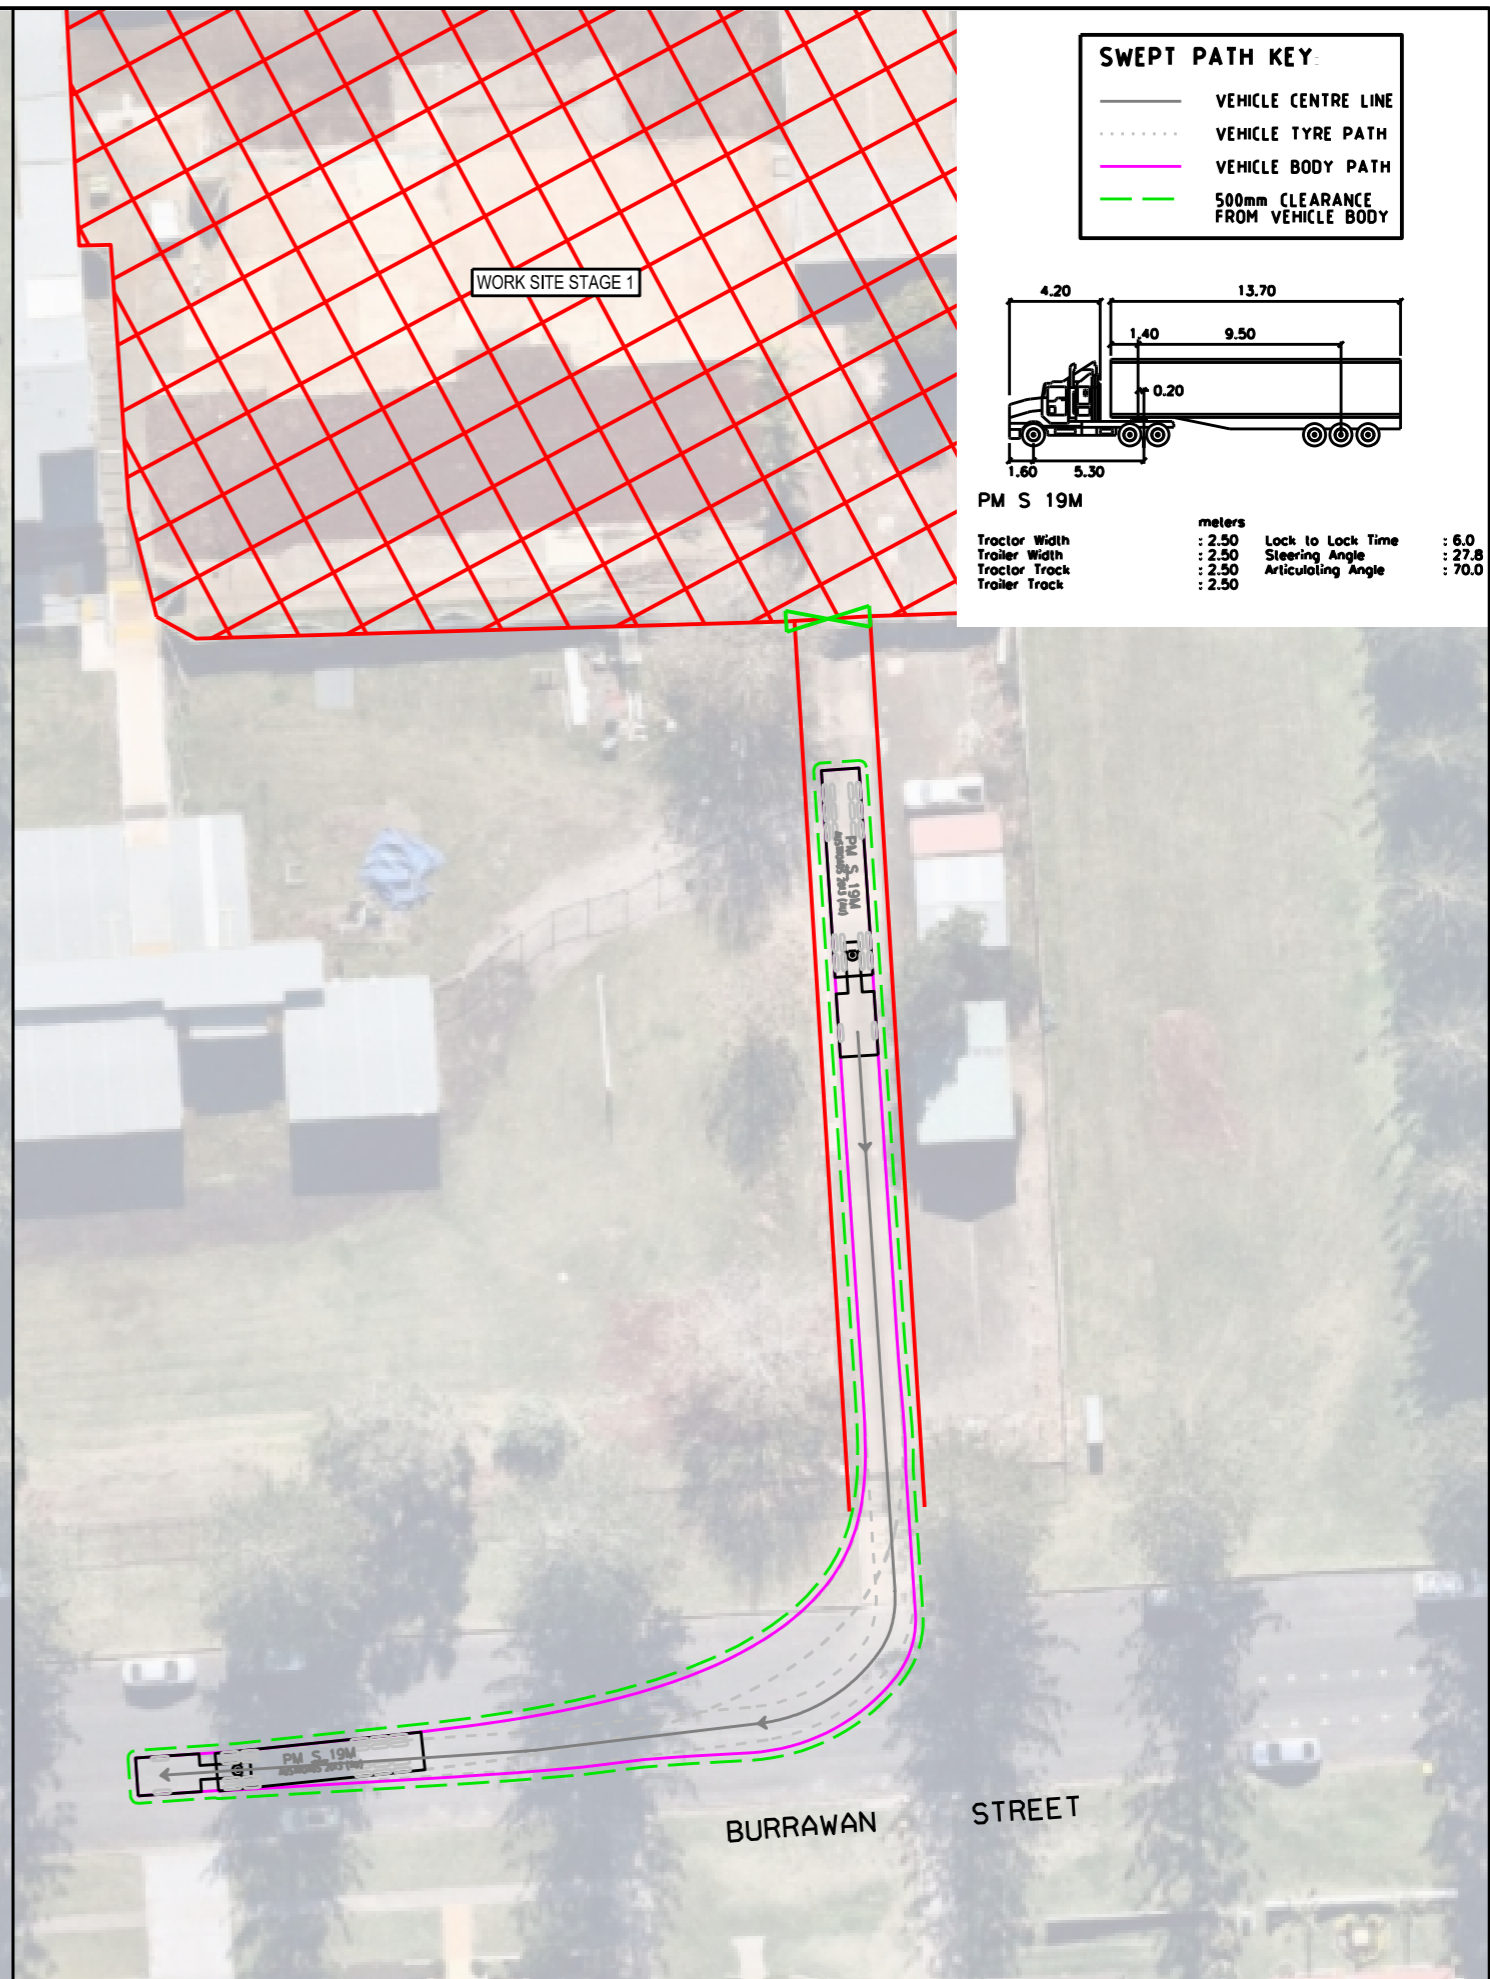 SWEPT PATH KEY
VEHICLE CENTRE LINE
VEHICLE TYRE PATH
VEHICLE BODY PATH
500mm CLEARANCE
FROM VEHICLE BODY
WORK SITE STAGE 1
4.20
13.70
1.40
9.50
0.20
1.60
5.30
PM S 19M
meters
Tractor Width : 2.50 Lock to Lock Time : 6.0
Trailer Width : 2.50 Steering Angle : 27.8
Tractor Track : 2.50 Articulating Angle : 70.0
Trailer Track : 2.50
PM S 19M
PM S 19M
BURRAWAN STREET